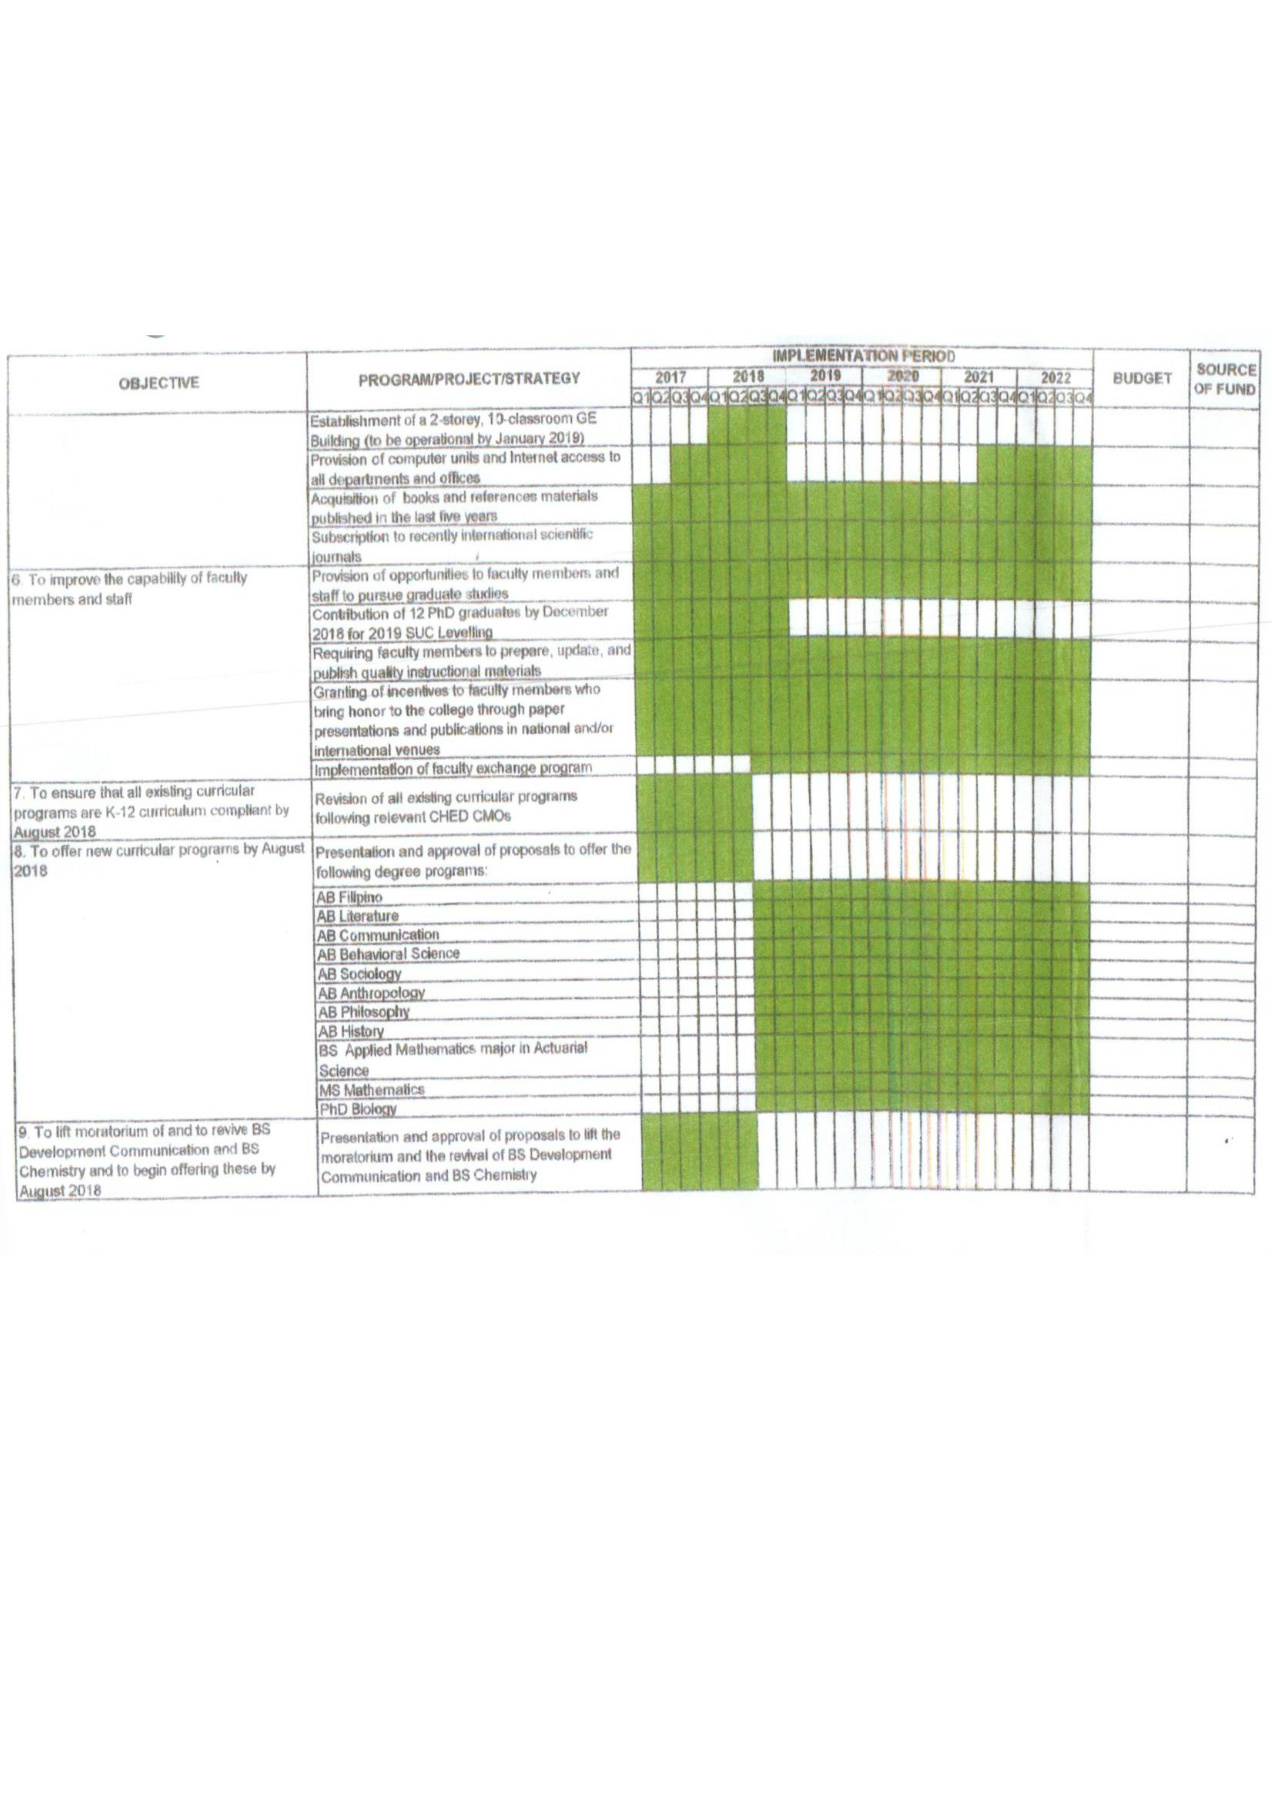 IMPLEMENTATION PERIOD
OBJECTIVE PROGRAM/PROJECT/STRATEGY BUDGET SOURCE OF FUND
2017 2018 2019 2020 2021 2022
Q1 Q2 Q3 Q4 Q1 Q2 Q3 Q4 Q1 Q2 Q3 Q4 Q1 Q2 Q3 Q4 Q1 Q2 Q3 Q4 Q1 Q2 Q3 Q4
Establishment of a 2-storey, 10-classroom GE
Building (to be operational by January 2019)
Provision of computer units and Internet access to
all departments and offices
Acquisition of books and references materials
published in the last five years
Subscription to recently international scientific
journals
6. To improve the capability of faculty
members and staff
Provision of opportunities to faculty members and
staff to pursue graduate studies
Contribution of 12 PhD graduates by December
2018 for 2019 SUC Levelling
Requiring faculty members to prepare, update, and
publish quality instructional materials
Granting of incentives to faculty members who
bring honor to the college through paper
presentations and publications in national and/or
international venues
Implementation of faculty exchange program
7. To ensure that all existing curricular
programs are K-12 curriculum compliant by
August 2018
Revision of all existing curricular programs
following relevant CHED CMOs
8. To offer new curricular programs by August
2018
Presentation and approval of proposals to offer the
following degree programs:
AB Filipino
AB Literature
AB Communication
AB Behavioral Science
AB Sociology
AB Anthropology
AB Philosophy
AB History
BS Applied Mathematics major in Actuarial
Science
MS Mathematics
PhD Biology
9. To lift moratorium of and to revive BS
Development Communication and BS
Chemistry and to begin offering these by
August 2018
Presentation and approval of proposals to lift the
moratorium and the revival of BS Development
Communication and BS Chemistry